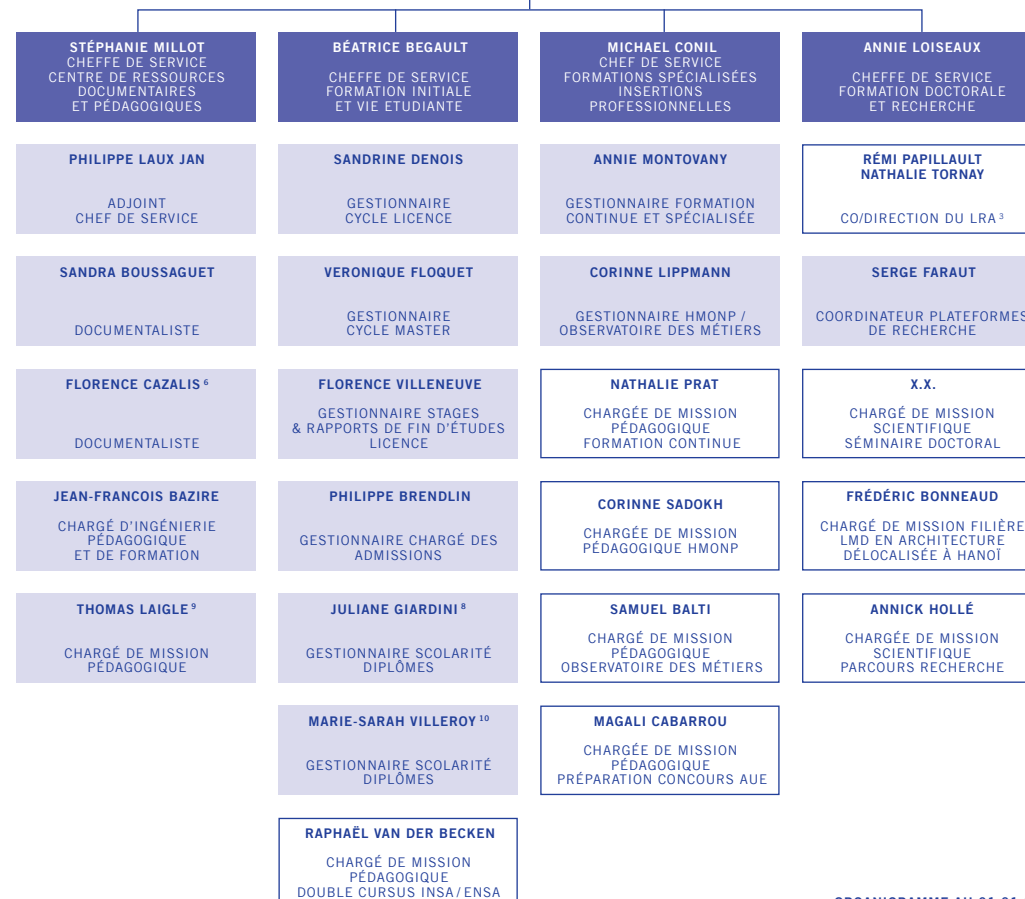 STÉPHANIE MILLOT
CHEFFE DE SERVICE
CENTRE DE RESSOURCES
DOCUMENTAIRES
ET PÉDAGOGIQUES
PHILIPPE LAUX JAN
ADJOINT
CHEF DE SERVICE
SANDRA BOUSSAGUET
DOCUMENTALISTE
FLORENCE CAZALIS 6
DOCUMENTALISTE
JEAN-FRANCOIS BAZIRE
CHARGÉ D'INGÉNIERIE
PÉDAGOGIQUE
ET DE FORMATION
THOMAS LAIGLE 9
CHARGÉ DE MISSION
PÉDAGOGIQUE
BÉATRICE BEGAULT
CHEFFE DE SERVICE
FORMATION INITIALE
ET VIE ETUDIANTE
SANDRINE DENOIS
GESTIONNAIRE
CYCLE LICENCE
VERONIQUE FLOQUET
GESTIONNAIRE
CYCLE MASTER
FLORENCE VILLENEUVE
GESTIONNAIRE STAGES
& RAPPORTS DE FIN D'ÉTUDES
LICENCE
PHILIPPE BRENDLIN
GESTIONNAIRE CHARGÉ DES
ADMISSIONS
JULIANE GIARDINI 8
GESTIONNAIRE SCOLARITÉ
DIPLÔMES
MARIE-SARAH VILLEROY 10
GESTIONNAIRE SCOLARITÉ
DIPLÔMES
RAPHAËL VAN DER BECKEN
CHARGÉ DE MISSION
PÉDAGOGIQUE
DOUBLE CURSUS INSA/ENSA
MICHAEL CONIL
CHEF DE SERVICE
FORMATIONS SPÉCIALISÉES
INSERTIONS
PROFESSIONNELLES
ANNIE MONTOVANY
GESTIONNAIRE FORMATION
CONTINUE ET SPÉCIALISÉE
CORINNE LIPPMANN
GESTIONNAIRE HMONP /
OBSERVATOIRE DES MÉTIERS
NATHALIE PRAT
CHARGÉE DE MISSION
PÉDAGOGIQUE
FORMATION CONTINUE
CORINNE SADOKH
CHARGÉE DE MISSION
PÉDAGOGIQUE HMONP
SAMUEL BALTI
CHARGÉ DE MISSION
PÉDAGOGIQUE
OBSERVATOIRE DES MÉTIERS
MAGALI CABARROU
CHARGÉE DE MISSION
PÉDAGOGIQUE
PRÉPARATION CONCOURS AUE
ANNIE LOISEAUX
CHEFFE DE SERVICE
FORMATION DOCTORALE
ET RECHERCHE
RÉMI PAPILLAULT
NATHALIE TORNAY
CO/DIRECTION DU LRA 3
SERGE FARAUT
COORDINATEUR PLATEFORMES
DE RECHERCHE
X.X.
CHARGÉ DE MISSION
SCIENTIFIQUE
SÉMINAIRE DOCTORAL
FRÉDÉRIC BONNEAUD
CHARGÉ DE MISSION FILIÈRE
LMD EN ARCHITECTURE
DÉLOCALISÉE À HANOÏ
ANNICK HOLLÉ
CHARGÉE DE MISSION
SCIENTIFIQUE
PARCOURS RECHERCHE